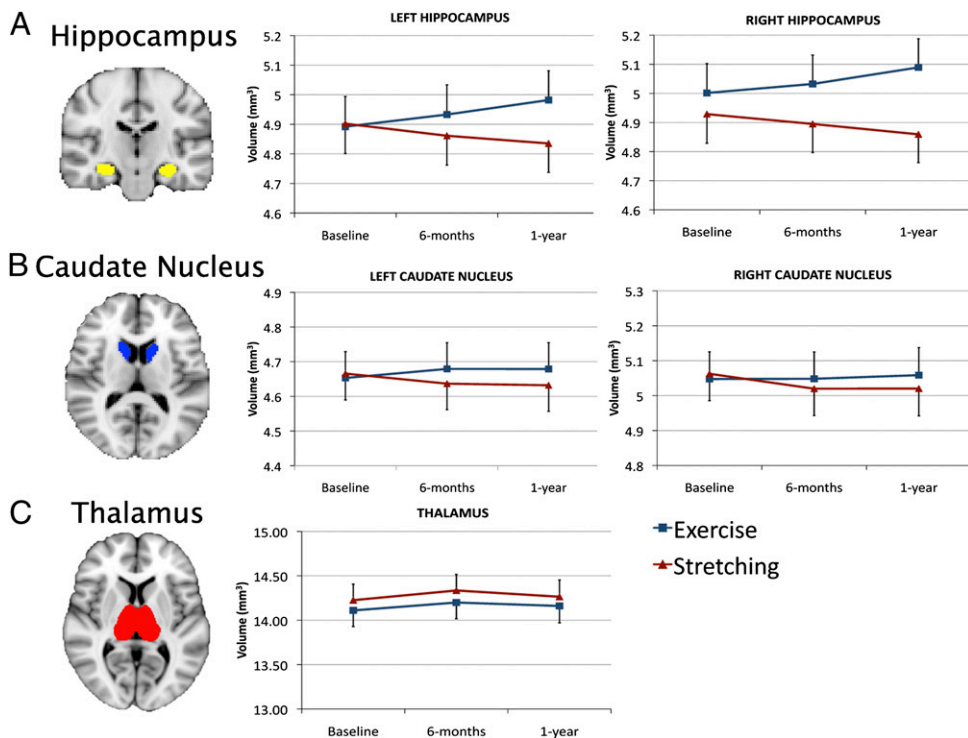 A
Hippocampus
LEFT HIPPOCAMPUS
5.2
5.1
5
4.9
4.8
4.7
4.6
Volume (mm³)
Baseline 6-months 1-year
RIGHT HIPPOCAMPUS
5.2
5.1
5
4.9
4.8
4.7
4.6
Volume (mm³)
Baseline 6-months 1-year
B
Caudate Nucleus
LEFT CAUDATE NUCLEUS
4.9
4.8
4.7
4.6
4.5
4.4
Volume (mm³)
Baseline 6-months 1-year
RIGHT CAUDATE NUCLEUS
5.3
5.2
5.1
5
4.9
4.8
Volume (mm³)
Baseline 6-months 1-year
C
Thalamus
THALAMUS
15.00
14.50
14.00
13.50
13.00
Volume (mm³)
Baseline 6-months 1-year
Exercise
Stretching